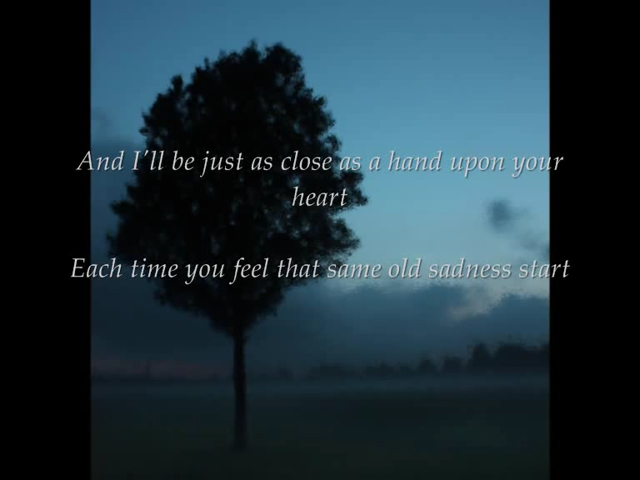 And I'll be just as close as a hand upon your
heart
Each time you feel that same old sadness start